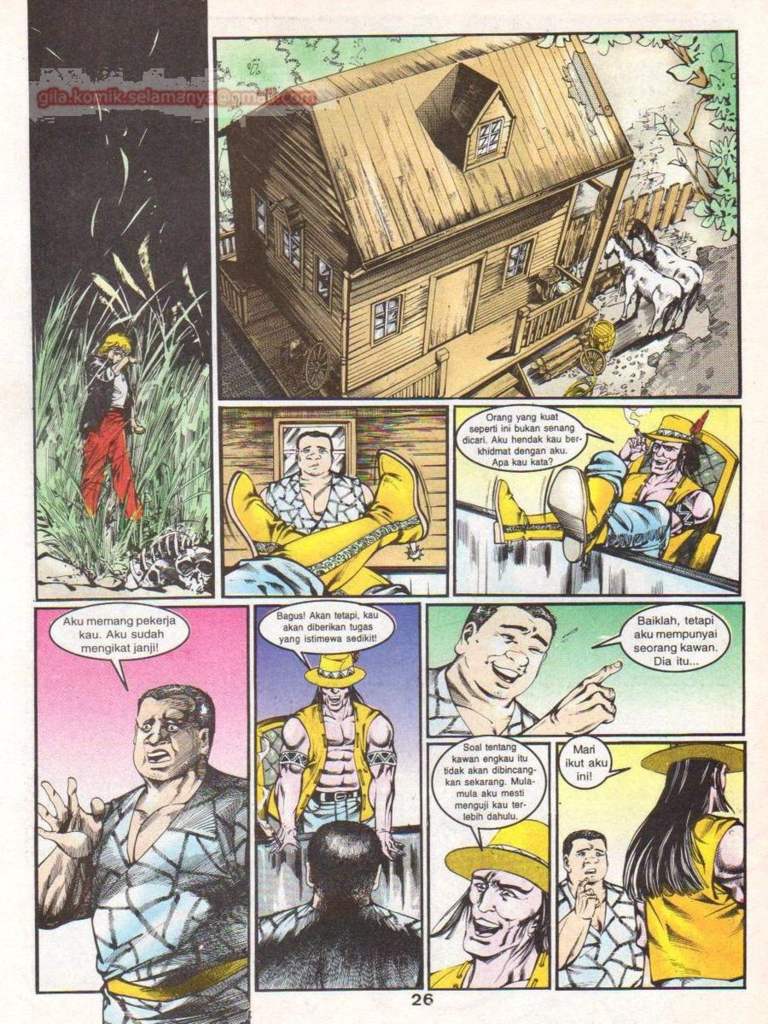 gila.komik.selamanya@gmail.com
Orang yang kuat
seperti ini bukan senang
dicari. Aku hendak kau ber-
khidmat dengan aku.
Apa kau kata?
Aku memang pekerja
kau. Aku sudah
mengikat janji!
Bagus! Akan tetapi, kau
akan diberikan tugas
yang istimewa sedikit!
Baiklah, tetapi
aku mempunyai
seorang kawan.
Dia itu...
Soal tentang
kawan engkau itu
tidak akan dibincang-
kan sekarang. Mula-
mula aku mesti
menguji kau ter-
lebih dahulu.
Mari
ikut aku
ini!
26